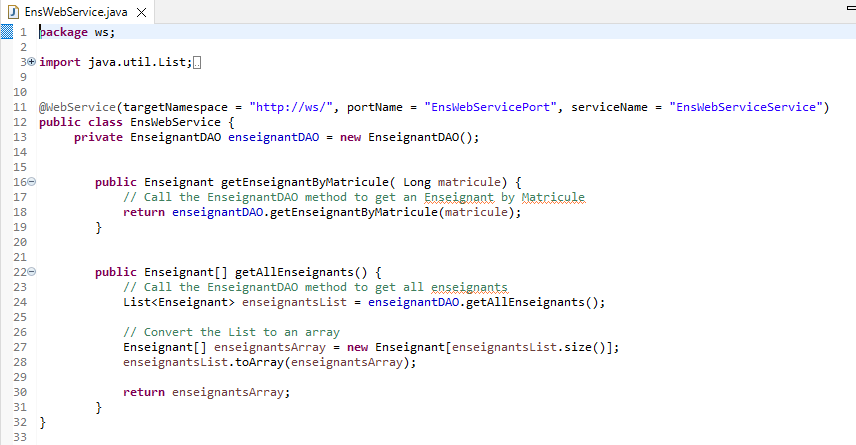 EnsWebService.java
1 package ws;
2
3 import java.util.List;
9
10
11 @WebService(targetNamespace = "http://ws/", portName = "EnsWebServicePort", serviceName = "EnsWebServiceService")
12 public class EnsWebService {
13     private EnseignantDAO enseignantDAO = new EnseignantDAO();
14
15
16        public Enseignant getEnseignantByMatricule( Long matricule) {
17            // Call the EnseignantDAO method to get an Enseignant by Matricule
18            return enseignantDAO.getEnseignantByMatricule(matricule);
19        }
20
21
22        public Enseignant[] getAllEnseignants() {
23            // Call the EnseignantDAO method to get all enseignants
24            List<Enseignant> enseignantsList = enseignantDAO.getAllEnseignants();
25
26            // Convert the List to an array
27            Enseignant[] enseignantsArray = new Enseignant[enseignantsList.size()];
28            enseignantsList.toArray(enseignantsArray);
29
30            return enseignantsArray;
31        }
32 }
33